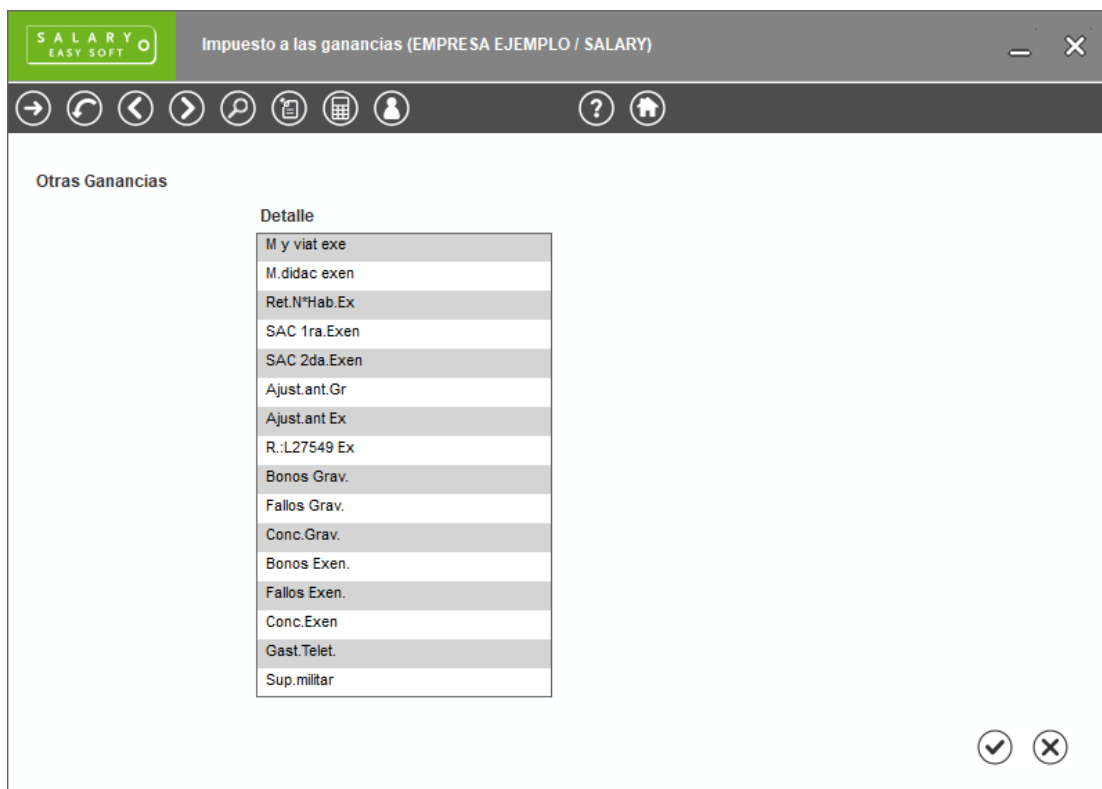 SALARY
EASY SOFT
Impuesto a las ganancias (EMPRESA EJEMPLO / SALARY)
?
Otras Ganancias
Detalle
M y viat exe
M.didac exen
Ret.N*Hab.Ex
SAC 1ra.Exen
SAC 2da.Exen
Ajust.ant.Gr
Ajust.ant Ex
R.:L27549 Ex
Bonos Grav.
Fallos Grav.
Conc.Grav.
Bonos Exen.
Fallos Exen.
Conc.Exen
Gast.Telet.
Sup.militar